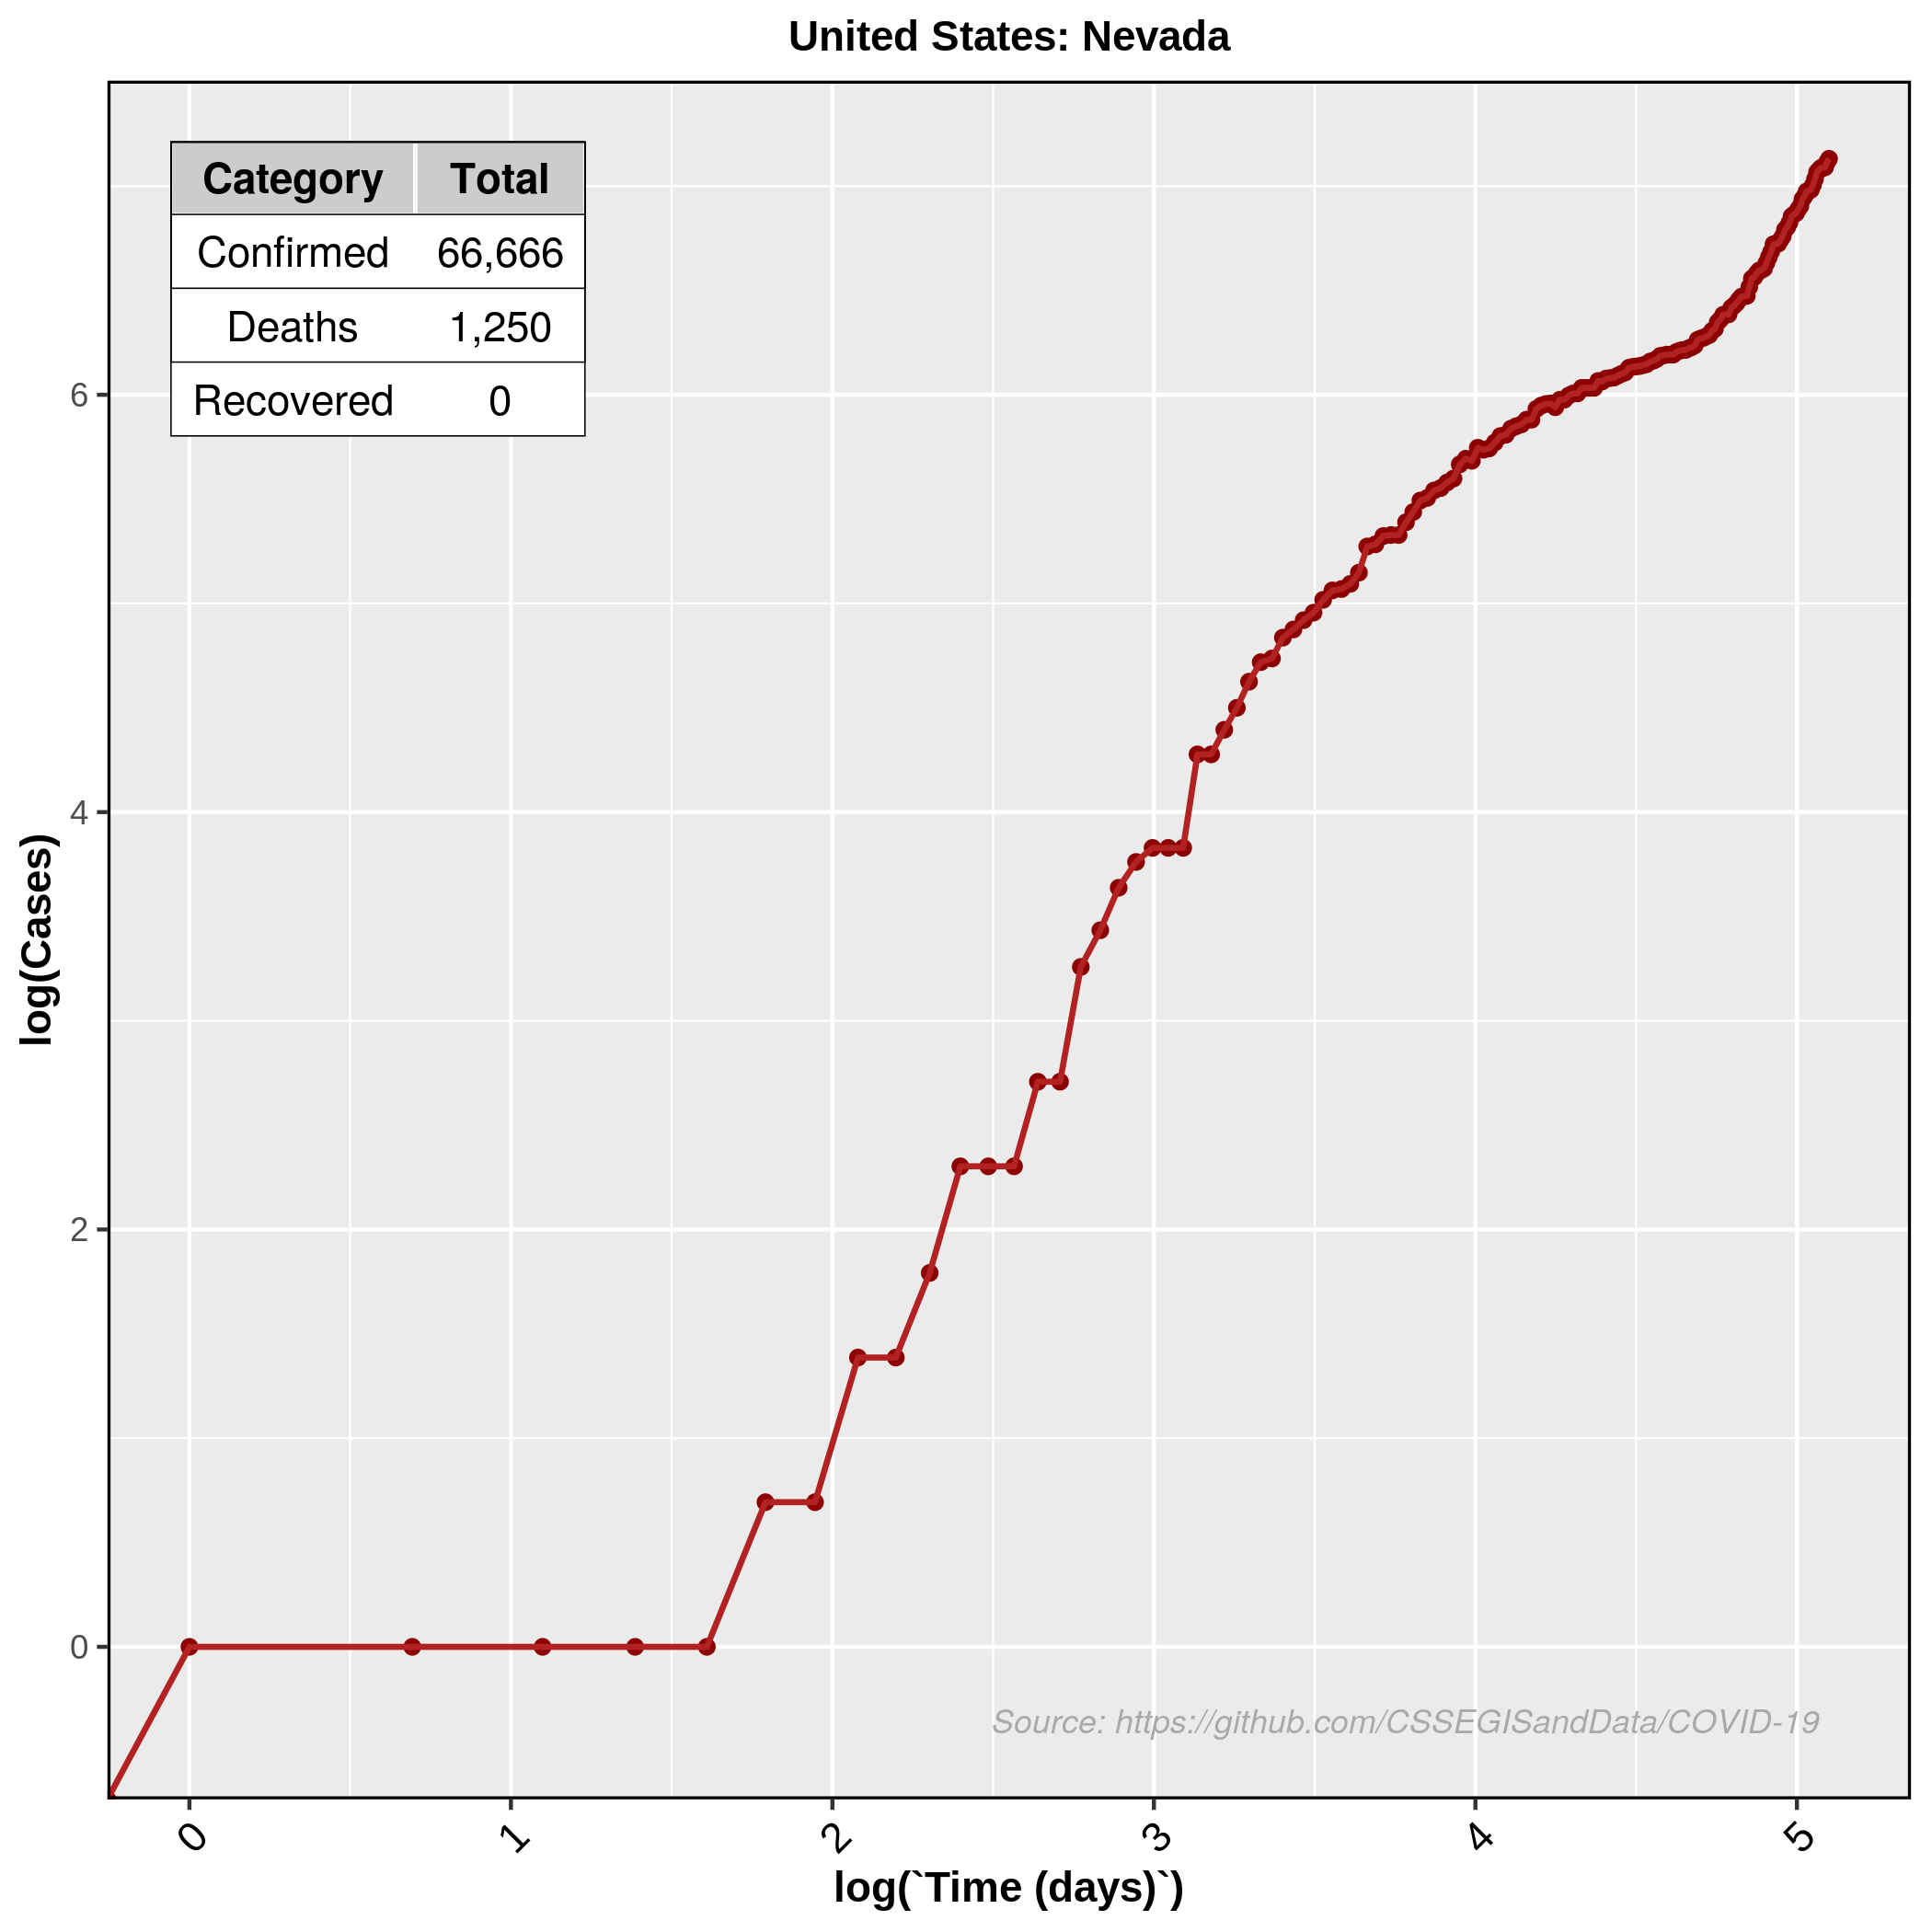 United States: Nevada
Category Total
Confirmed 66,666
Deaths 1,250
Recovered 0
6
4
2
0
log(Cases)
Source: https://github.com/CSSEGISandData/COVID-19
0 1 2 3 4 5
log(`Time (days)`)